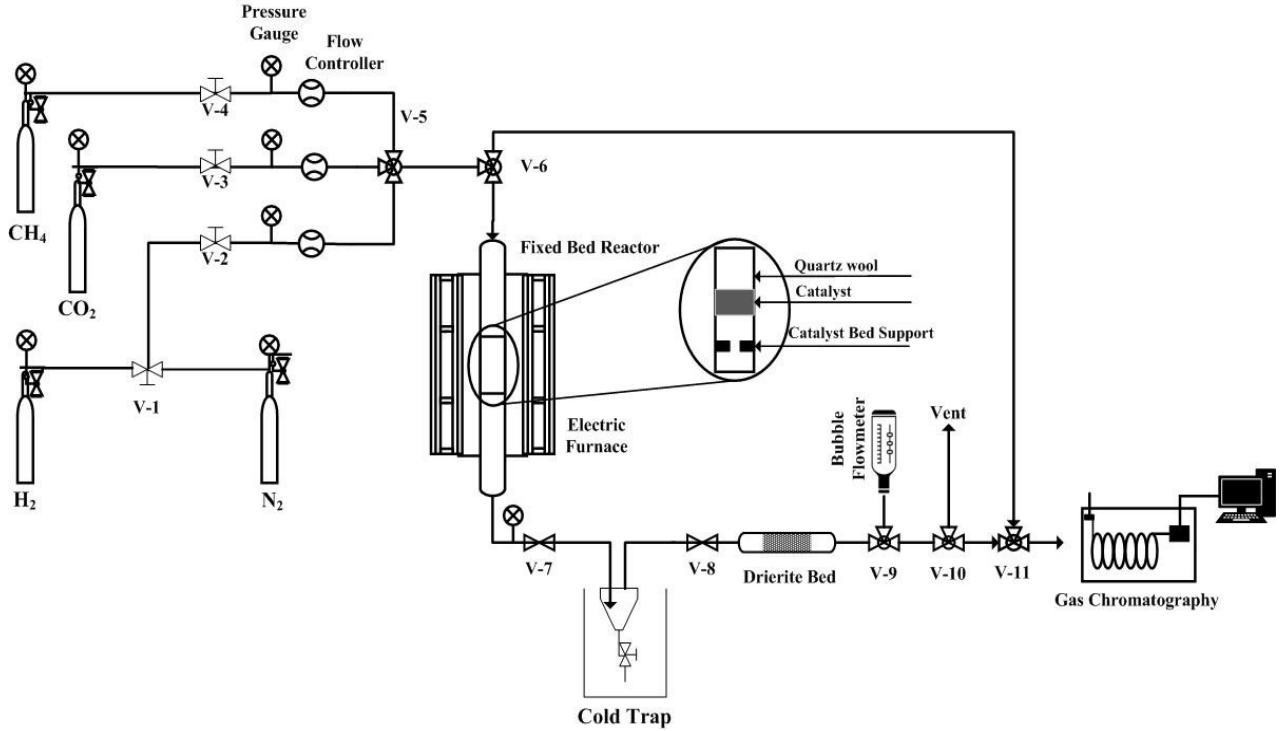 Pressure
Gauge
Flow
Controller
V-4
V-5
V-3
V-6
CH₄
V-2
Fixed Bed Reactor
Quartz wool
Catalyst
CO₂
Catalyst Bed Support
V-1
Electric
Furnace
Bubble
Flowmeter
Vent
H₂
N₂
V-7
V-8
Drierite Bed
V-9
V-10
V-11
Gas Chromatography
Cold Trap